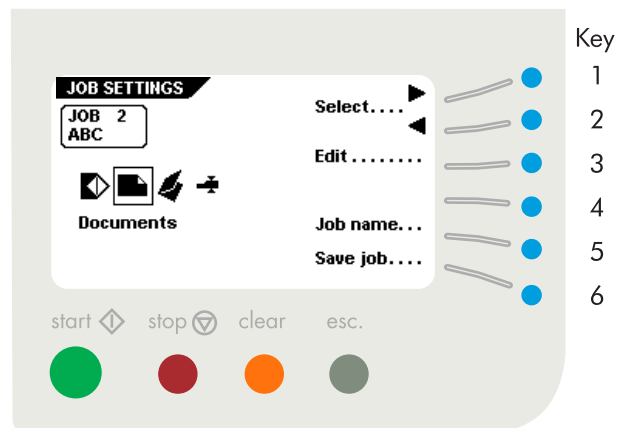 Key
JOB SETTINGS
1
JOB 2
ABC
Select....
2
Edit........
3
4
Documents
Job name...
5
Save job....
6
start stop clear esc.